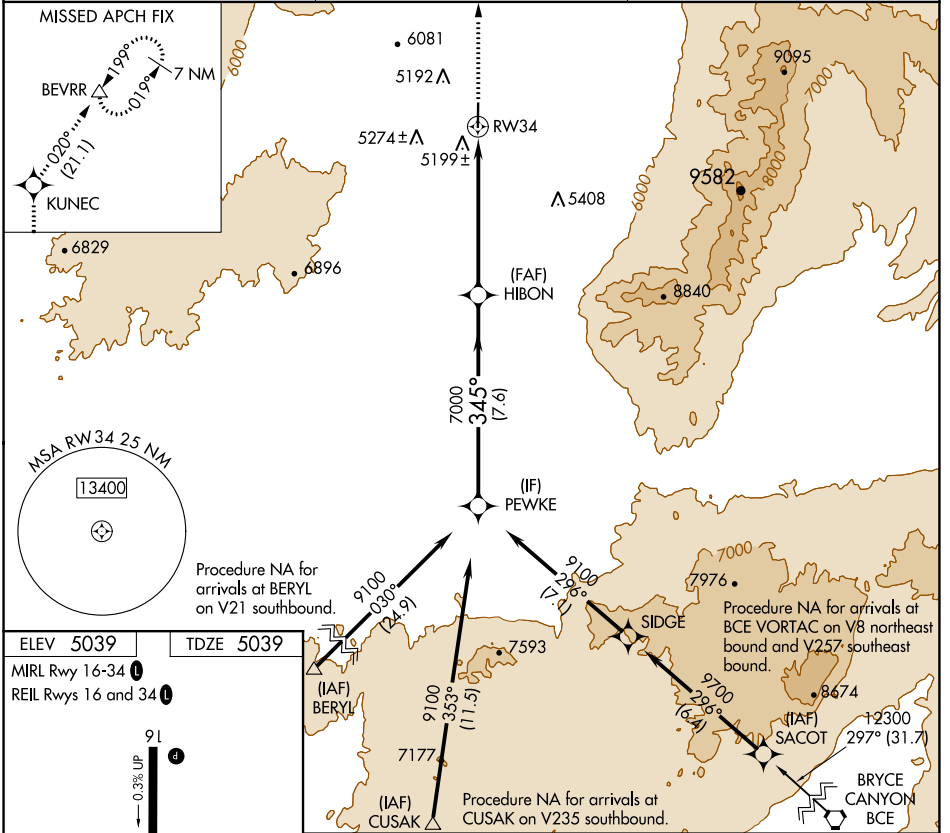 MISSED APCH FIX
BEVRR
199°
019°
7 NM
020°
(21.1)
KUNEC
6000
6081
5192
5274±
5199±
RW34
5408
6000
9095
7000
8000
9582
8840
6829
6896
(FAF)
HIBON
7000
345°
(7.6)
(IF)
PEWKE
MSA RW34 25 NM
13400
Procedure NA for
arrivals at BERYL
on V21 southbound.
9100
030°
(24.9)
(IAF)
BERYL
9100
353°
(11.5)
7593
7177
(IAF)
CUSAK
Procedure NA for arrivals at
CUSAK on V235 southbound.
9100
296°
SIDGE
7000
7976
Procedure NA for arrivals at
BCE VORTAC on V8 northeast
bound and V257 southeast
bound.
9700
296°
(6.4)
8674
(IAF)
SACOT
12300
297° (31.7)
BRYCE
CANYON
BCE
ELEV 5039
TDZE 5039
MIRL Rwy 16-34 L
REIL Rwys 16 and 34 L
16
P
0.3% UP